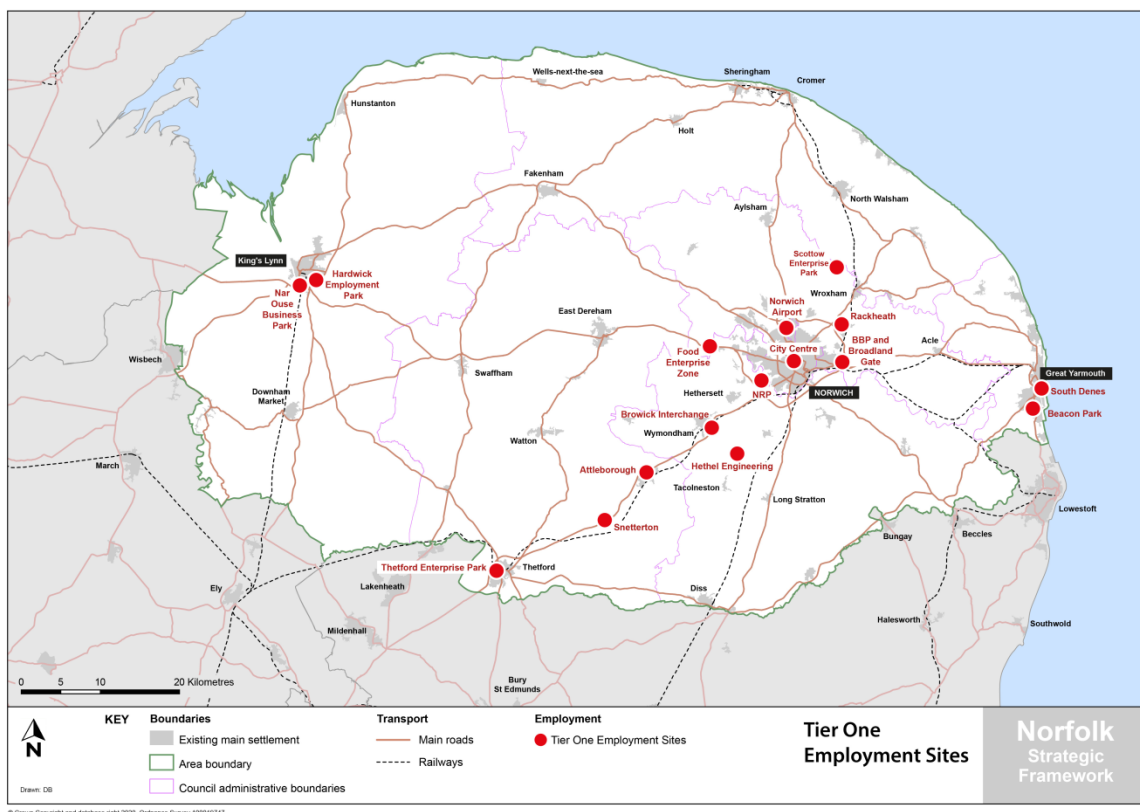 Wells-next-the-sea
Sheringham
Cromer
Hunstanton
Holt
Fakenham
North Walsham
Aylsham
King's Lynn
Hardwick
Employment
Park
Nar
Ouse
Business
Park
Scottow
Enterprise
Park
Wroxham
Norwich
Airport
Rackheath
East Dereham
City Centre
BBP and
Broadland
Gate
Acle
Food
Enterprise
Zone
Wisbech
Swaffham
Great Yarmouth
South Denes
Beacon Park
Downham
Market
Hethersett
NRP
NORWICH
Browick Interchange
Wymondham
Watton
March
Attleborough
Hethel Engineering
Tacolneston
Long Stratton
Lowestoft
Snetterton
Bungay
Beccles
Thetford Enterprise Park
Thetford
Ely
Lakenheath
Diss
Mildenhall
Halesworth
Southwold
Bury
St Edmunds
0 5 10 20 Kilometres
N
Drawn: DB
KEY
Boundaries
Existing main settlement
Area boundary
Council administrative boundaries
Transport
Main roads
Railways
Employment
Tier One Employment Sites
Tier One
Employment Sites
Norfolk
Strategic
Framework